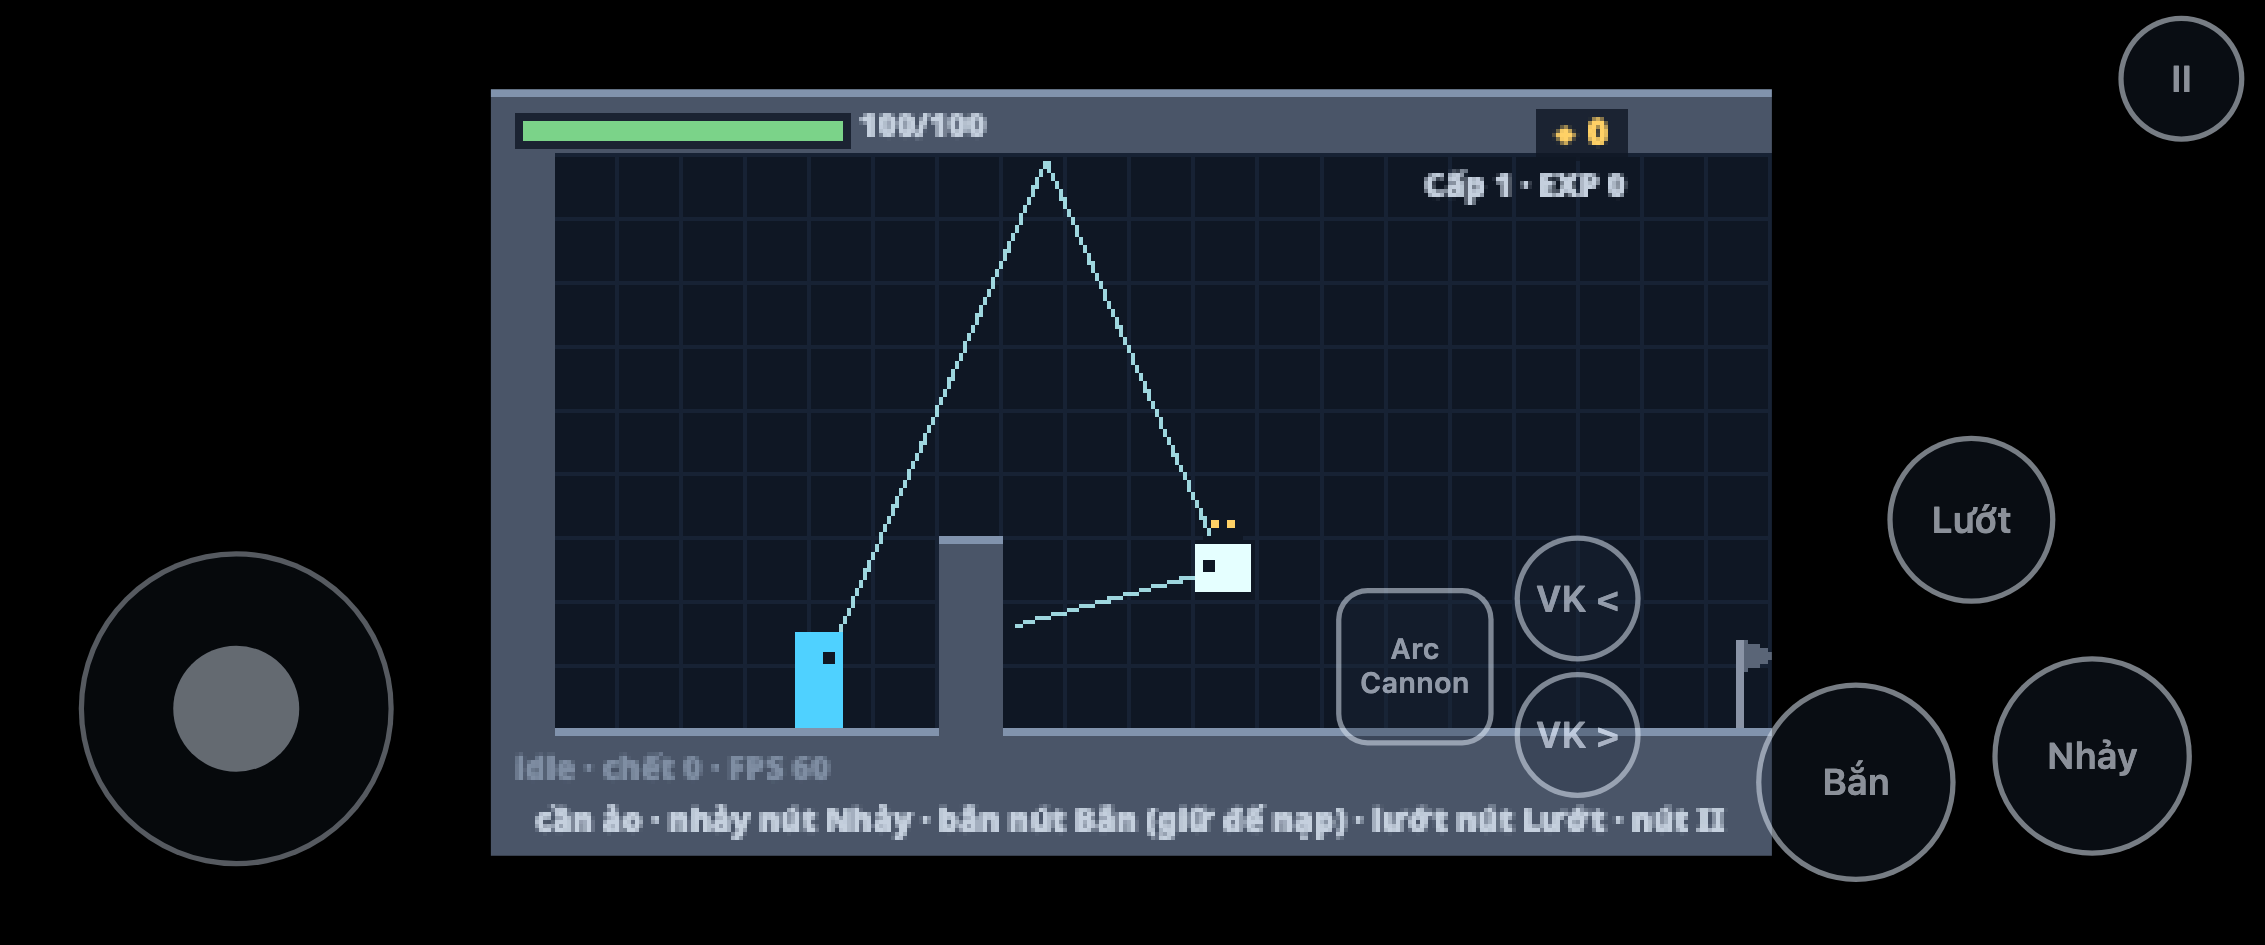 100/100
0
II
Cấp 1 · EXP 0
Lướt
VK <
Arc
Cannon
VK >
Nhảy
Bắn
Idle · chết 0 · FPS 60
cần ảo · nhảy nút Nhảy · bắn nút Bắn (giữ để nạp) · lướt nút Lướt · nút II